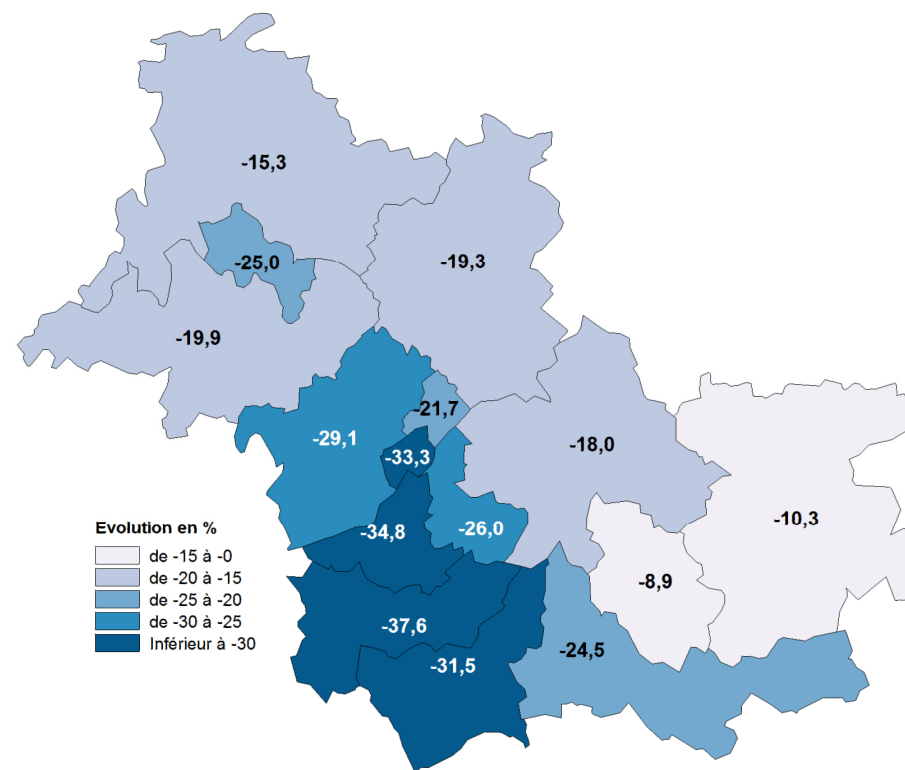 -15,3
-25,0
-19,3
-19,9
-21,7
-29,1
-18,0
-33,3
-10,3
-34,8
-26,0
-8,9
-37,6
-24,5
-31,5
Evolution en %
de -15 à -0
de -20 à -15
de -25 à -20
de -30 à -25
Inférieur à -30